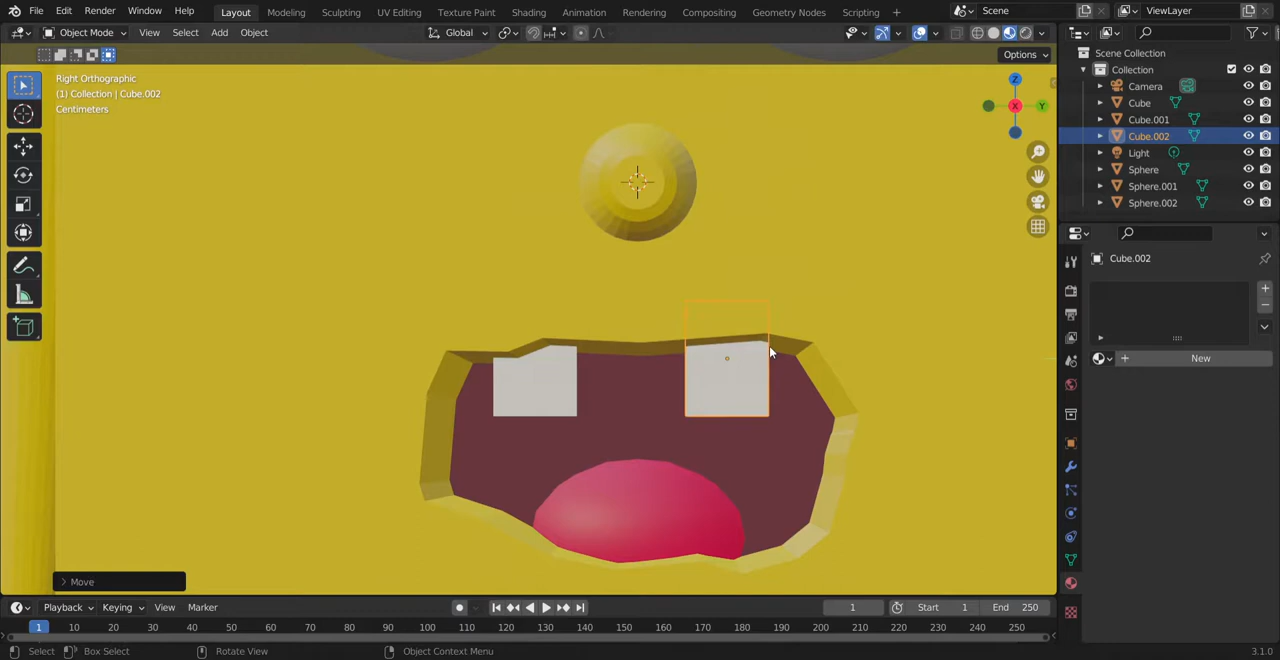 File Edit Render Window Help Layout Modeling Sculpting UV Editing Texture Paint Shading Animation Rendering Compositing Geometry Nodes Scripting + Scene ViewLayer
Object Mode View Select Add Object Global
Options
Right Orthographic
(1) Collection | Cube.002
Centimeters
Z
X
Y
Move
Scene Collection
Collection
Camera
Cube
Cube.001
Cube.002
Light
Sphere
Sphere.001
Sphere.002
Cube.002
New
Playback Keying View Marker 1 Start 1 End 250
1 10 20 30 40 50 60 70 80 90 100 110 120 130 140 150 160 170 180 190 200 210 220 230 240 250
Select Box Select Rotate View Object Context Menu 3.1.0